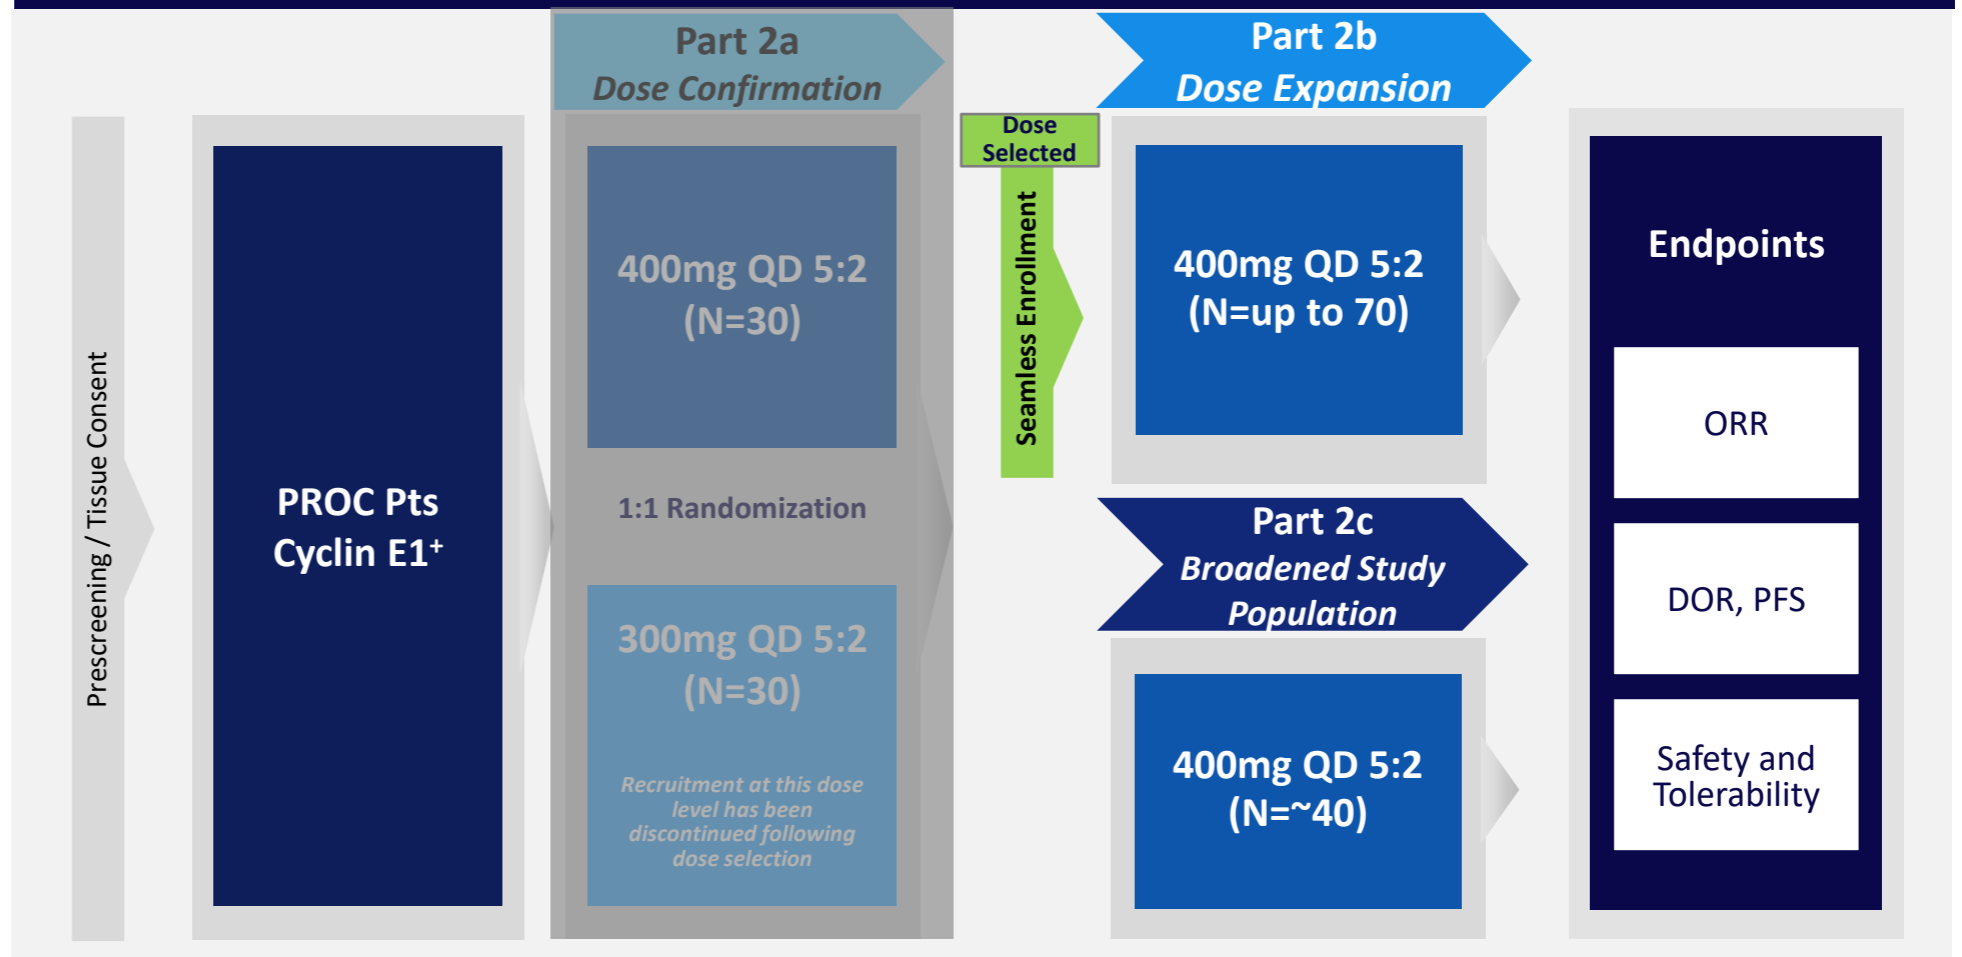 Prescreening / Tissue Consent
PROC Pts
Cyclin E1⁺
Part 2a
Dose Confirmation
400mg QD 5:2
(N=30)
1:1 Randomization
300mg QD 5:2
(N=30)
Recruitment at this dose
level has been
discontinued following
dose selection
Dose
Selected
Seamless Enrollment
Part 2b
Dose Expansion
400mg QD 5:2
(N=up to 70)
Part 2c
Broadened Study
Population
400mg QD 5:2
(N=~40)
Endpoints
ORR
DOR, PFS
Safety and
Tolerability